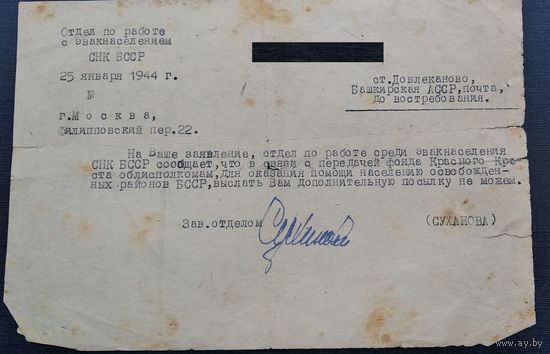 Отдел по работе
с эвакнаселением
СНК БССР
25 января 1944 г.
№
г.Москва,
Филипповский пер.22.
ст.Довлеканово,
Башкирская АССР,почта,
до востребования.
На Ваше заявление, отдел по работе среди эвакнаселения
СНК БССР сообщает,что в связи с передачей фонда Красного Кре-
ста облисполкомам,для оказания помощи населению освобожден-
ных районов БССР,выслать Вам дополнительную посылку не можем.
Зав.отделом
(СУХАНОВА)
www.ay.by